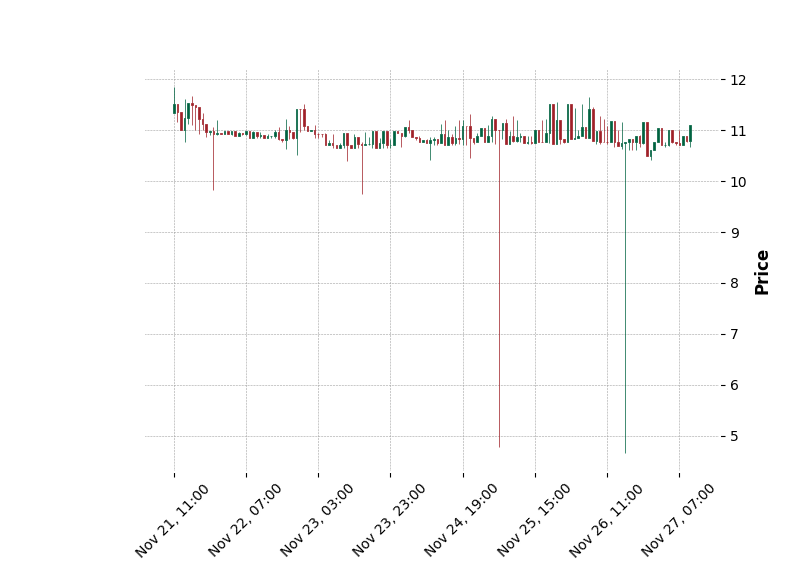 12
11
10
9
8
7
6
5
Price
Nov 21, 11:00
Nov 22, 07:00
Nov 23, 03:00
Nov 23, 23:00
Nov 24, 19:00
Nov 25, 15:00
Nov 26, 11:00
Nov 27, 07:00